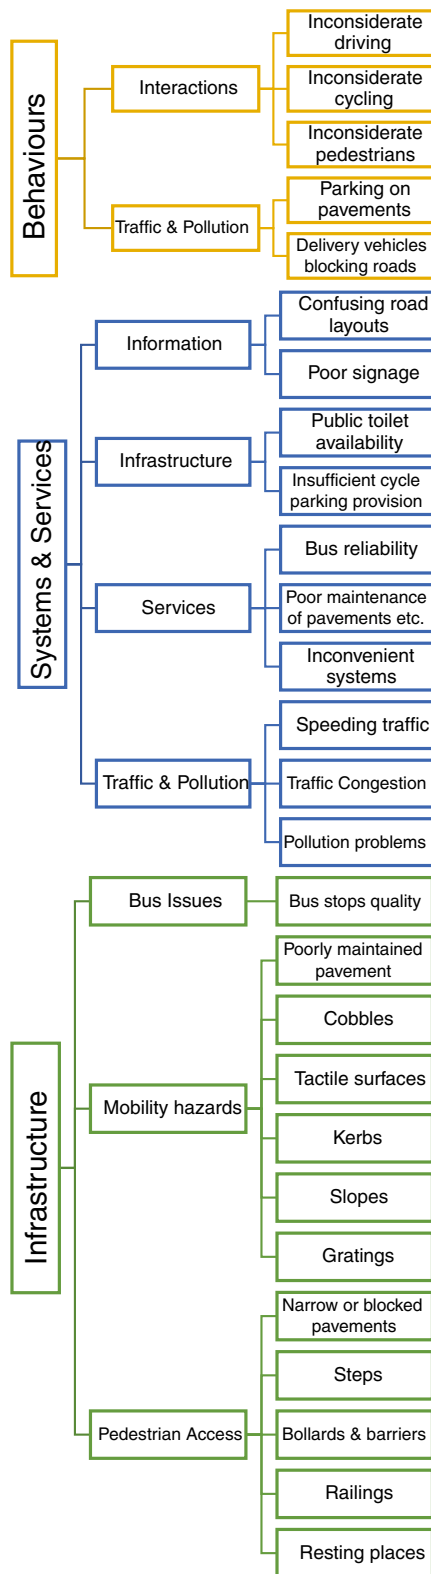 Behaviours
Interactions
Inconsiderate
driving
Inconsiderate
cycling
Inconsiderate
pedestrians
Traffic & Pollution
Parking on
pavements
Delivery vehicles
blocking roads
Systems & Services
Information
Confusing road
layouts
Poor signage
Infrastructure
Public toilet
availability
Insufficient cycle
parking provision
Services
Bus reliability
Poor maintenance
of pavements etc.
Inconvenient
systems
Traffic & Pollution
Speeding traffic
Traffic Congestion
Pollution problems
Infrastructure
Bus Issues
Bus stops quality
Mobility hazards
Poorly maintained
pavement
Cobbles
Tactile surfaces
Kerbs
Slopes
Gratings
Pedestrian Access
Narrow or blocked
pavements
Steps
Bollards & barriers
Railings
Resting places